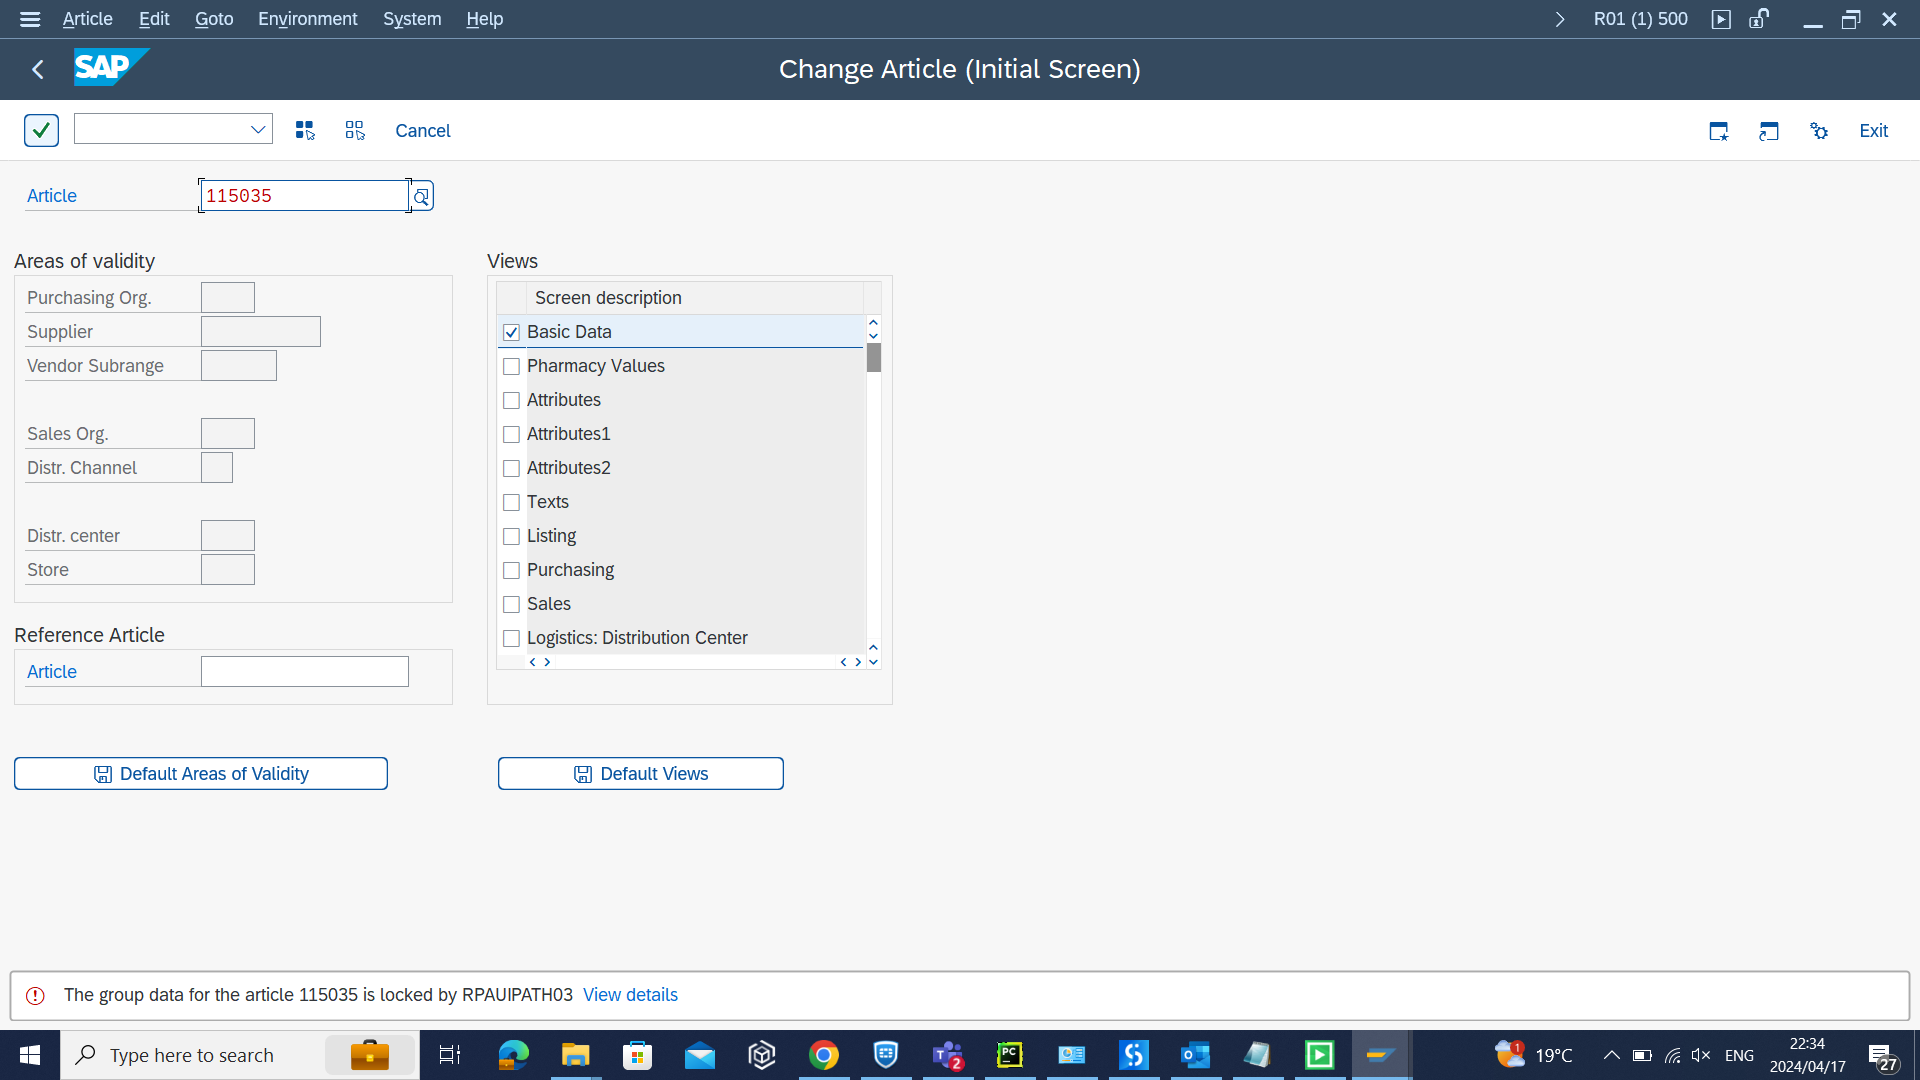 Article Edit Goto Environment System Help R01 (1) 500
SAP Change Article (Initial Screen)
Cancel Exit
Article 115035
Areas of validity
Purchasing Org.
Supplier
Vendor Subrange
Sales Org.
Distr. Channel
Distr. center
Store
Reference Article
Article
Views
Screen description
Basic Data
Pharmacy Values
Attributes
Attributes1
Attributes2
Texts
Listing
Purchasing
Sales
Logistics: Distribution Center
Default Areas of Validity Default Views
The group data for the article 115035 is locked by RPAUIPATH03 View details
Type here to search
PC
2
1
19°C
ENG
22:34
2024/04/17
27